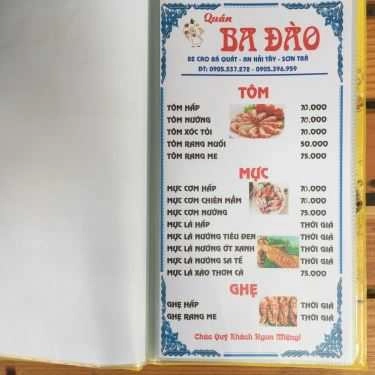 Quán
BA ĐÀO
BE CAO BÁ QUÁT - AN HẢI TÂY - SƠN TRÀ
ĐT: 0905.537.278 - 0905.396.959
TÔM
TÔM HẤP 70.000
TÔM NƯỚNG 70.000
TÔM XÓC TỎI 70.000
TÔM RANG MUỐI 50.000
TÔM RANG ME 75.000
MỰC
MỰC CƠM HẤP 70.000
MỰC CƠM CHIÊN MẮM 70.000
MỰC CƠM NƯỚNG 75.000
MỰC LÁ HẤP THỜI GIÁ
MỰC LÁ NƯỚNG TIÊU ĐEN THỜI GIÁ
MỰC LÁ NƯỚNG ỚT XANH THỜI GIÁ
MỰC LÁ NƯỚNG SA TẾ THỜI GIÁ
MỰC LÁ XÀO THƠM CÀ 75.000
GHẸ
GHẸ HẤP THỜI GIÁ
GHẸ RANG ME THỜI GIÁ
Chúc Quý Khách Ngon Miệng!